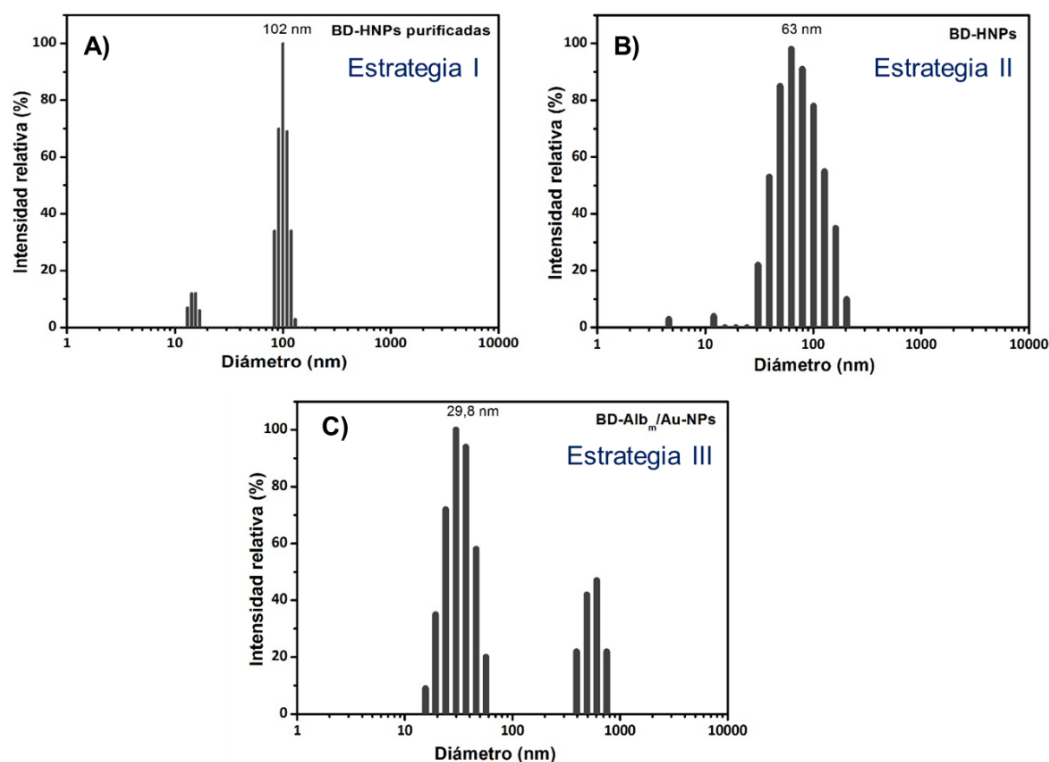 A)
102 nm
BD-HNPs purificadas
Estrategia I
Intensidad relativa (%)
100
80
60
40
20
0
1
10
100
1000
10000
Diámetro (nm)
B)
63 nm
BD-HNPs
Estrategia II
Intensidad relativa (%)
100
80
60
40
20
0
1
10
100
1000
10000
Diámetro (nm)
C)
29,8 nm
BD-Albm/Au-NPs
Estrategia III
Intensidad relativa (%)
100
80
60
40
20
0
1
10
100
1000
10000
Diámetro (nm)